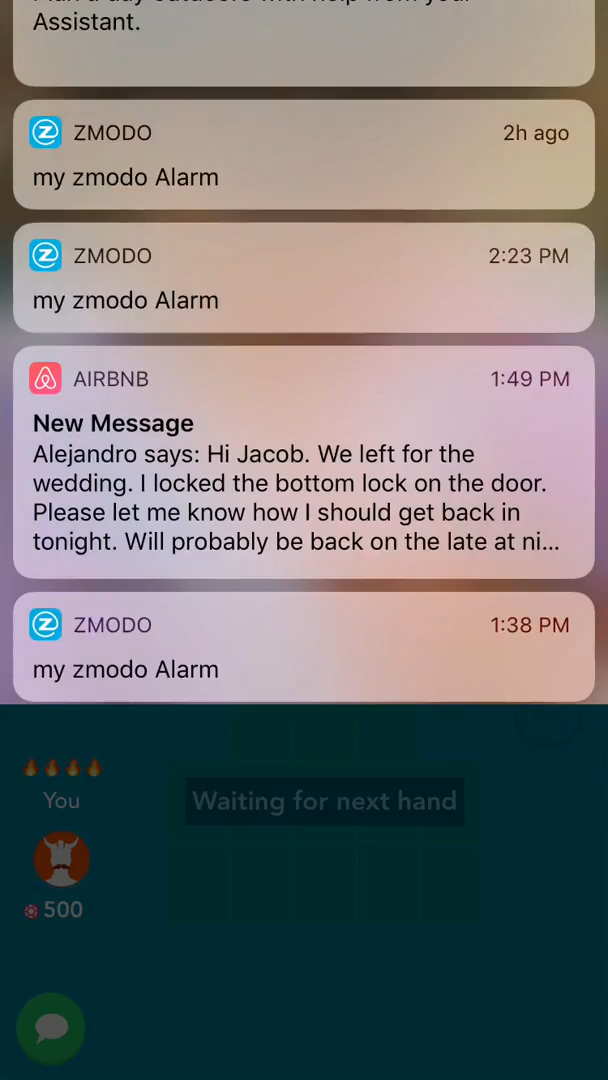 Assistant.
ZMODO 2h ago
my zmodo Alarm
ZMODO 2:23 PM
my zmodo Alarm
AIRBNB 1:49 PM
New Message
Alejandro says: Hi Jacob. We left for the
wedding. I locked the bottom lock on the door.
Please let me know how I should get back in
tonight. Will probably be back on the late at ni...
ZMODO 1:38 PM
my zmodo Alarm
Waiting for next hand
You
500